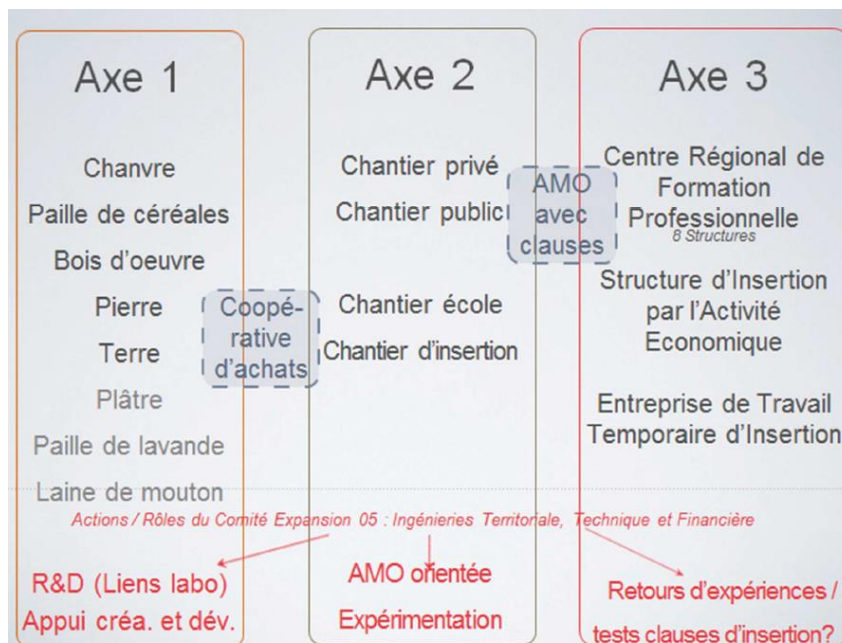 Axe 1
Chanvre
Paille de céréales
Bois d'oeuvre
Pierre
Terre
Plâtre
Paille de lavande
Laine de mouton
Coopé-
rative
d'achats
Axe 2
Chantier privé
Chantier public
Chantier école
Chantier d'insertion
AMO
avec
clauses
Axe 3
Centre Régional de
Formation
Professionnelle
8 Structures
Structure d'Insertion
par l'Activité
Economique
Entreprise de Travail
Temporaire d'Insertion
Actions / Rôles du Comité Expansion 05 : Ingénieries Territoriale, Technique et Financière
R&D (Liens labo)
Appui créa. et dév.
AMO orientée
Expérimentation
Retours d'expériences /
tests clauses d'insertion?